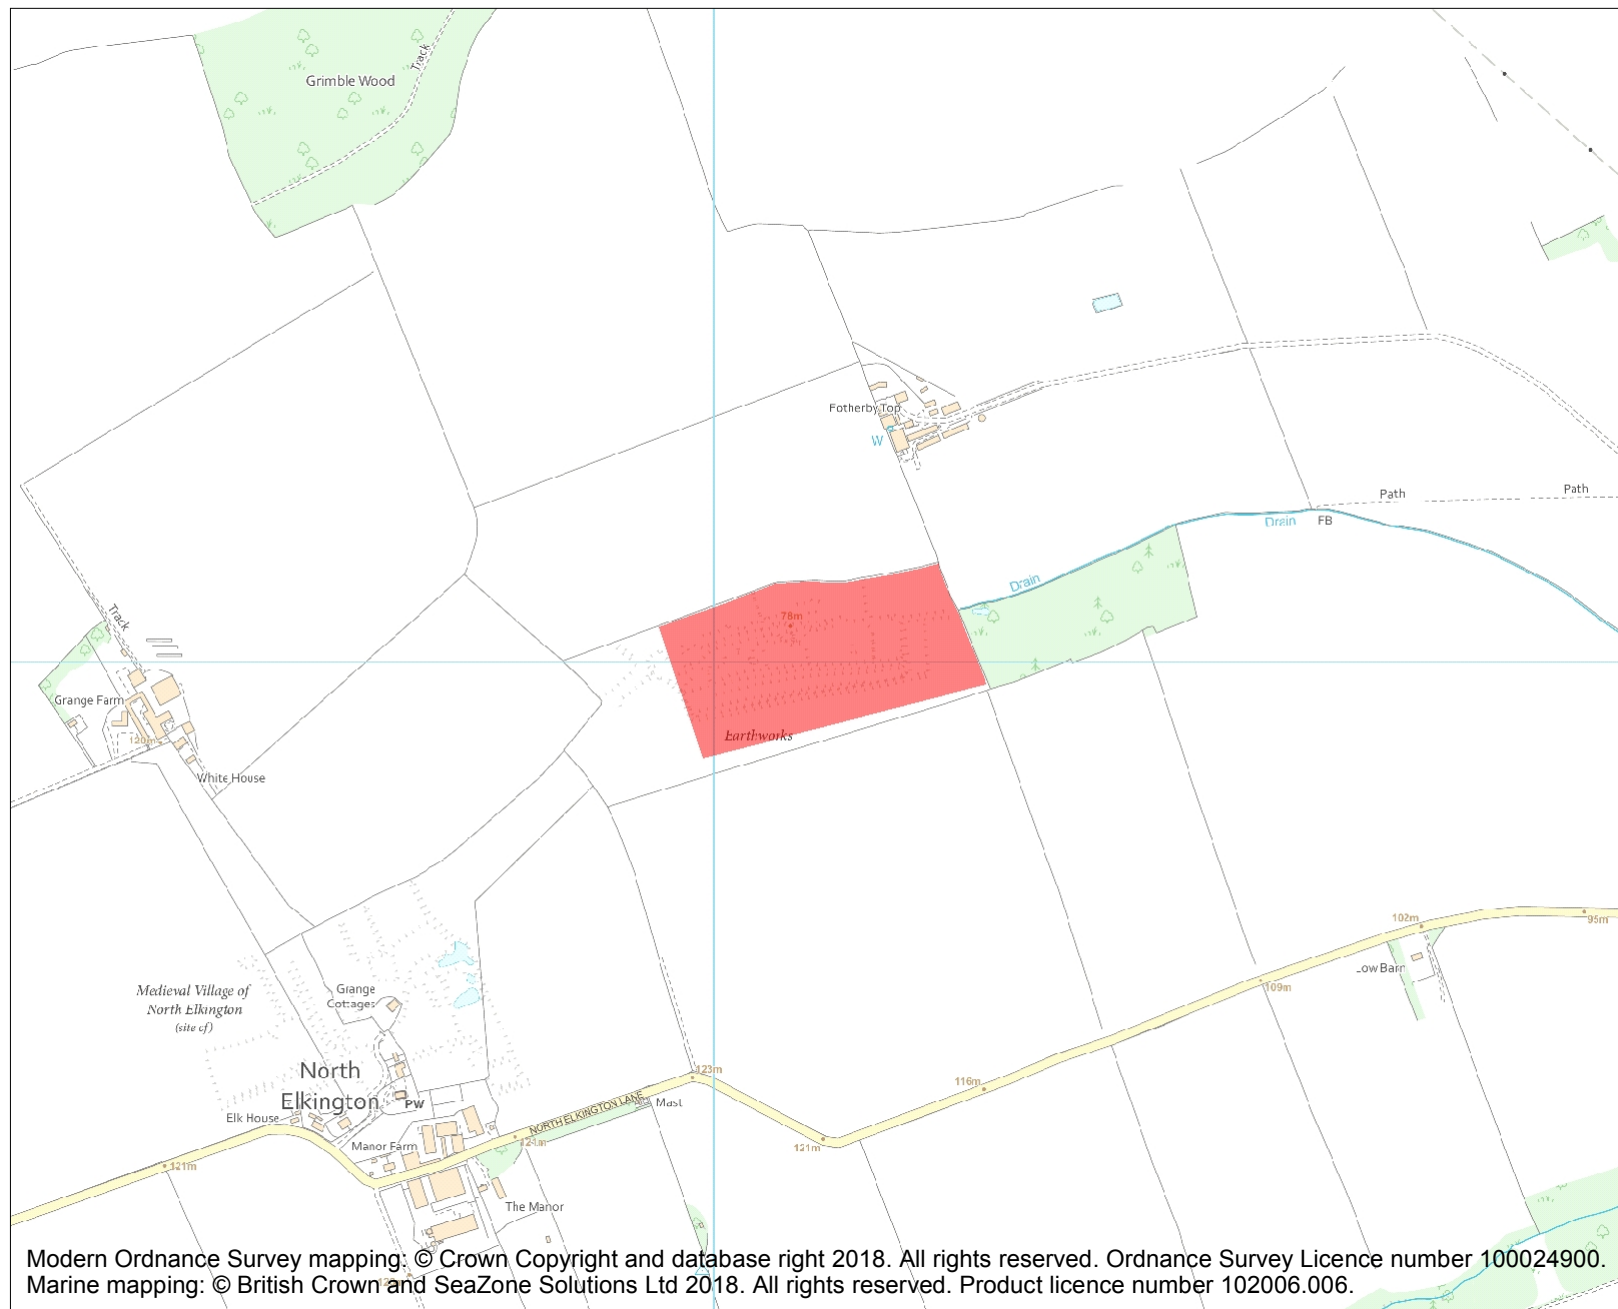 Track
Grimble Wood
Fotherby Top
W
Path
Path
Drain
FB
Drain
Track
78m
Grange Farm
120m
Earthworks
White House
102m
95m
Low Barn
109m
Medieval Village of
North Elkington
(site of)
Grange
Cottages
North
Elkington
123m
116m
PW
Mast
NORTH ELKINGTON LANE
Elk House
Manor Farm
121m
121m
121m
The Manor
Modern Ordnance Survey mapping: © Crown Copyright and database right 2018. All rights reserved. Ordnance Survey Licence number 100024900.
Marine mapping: © British Crown and SeaZone Solutions Ltd 2018. All rights reserved. Product licence number 102006.006.